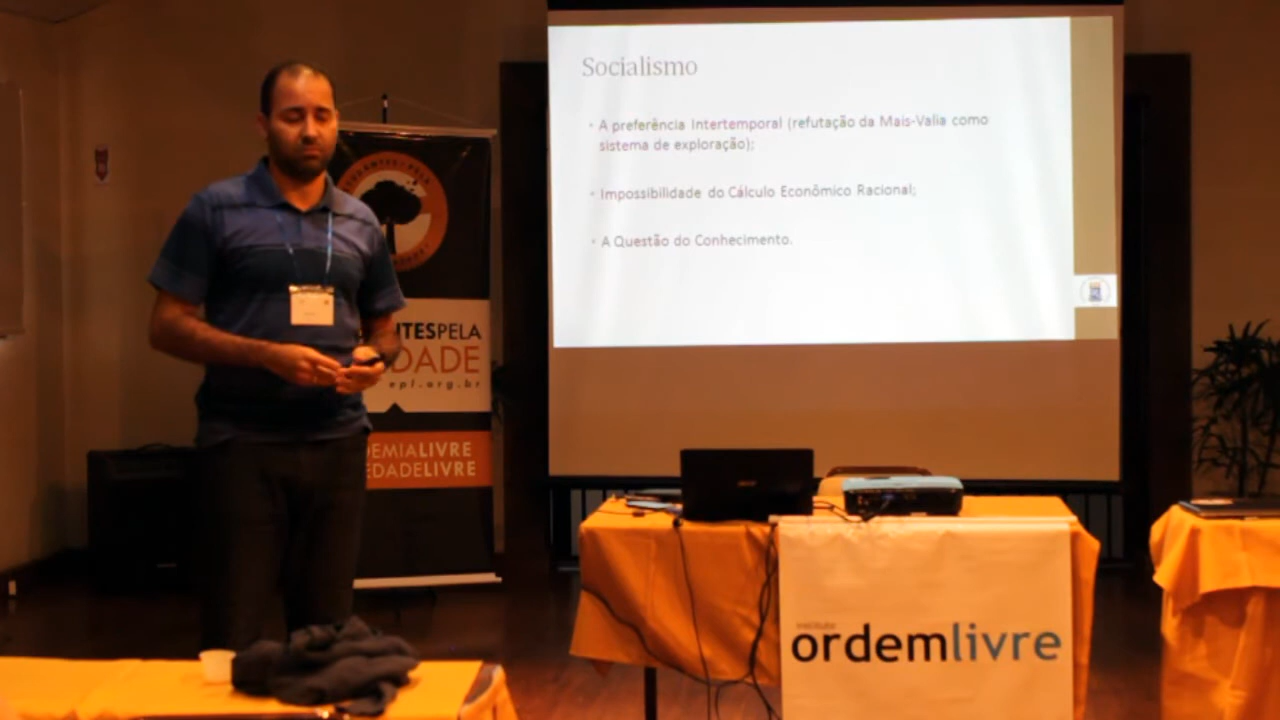 Socialismo
A preferência Intertemporal (refutação da Mais-Valia como
sistema de exploração);
Impossibilidade do Cálculo Econômico Racional;
A Questão do Conhecimento.
NTESPELA
DADE
epl.org.br
DEMIALIVRE
EDADELIVRE
ordemlivre